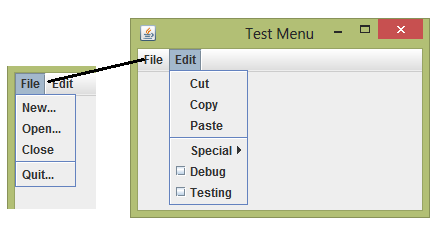 Test Menu
File Edit
Cut
Copy
Paste
Special
Debug
Testing
File Edit
New...
Open...
Close
Quit...